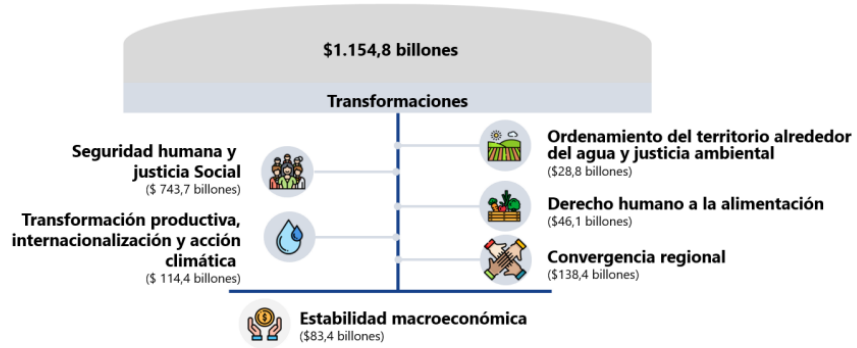 $1.154,8 billones
Transformaciones
Seguridad humana y
justicia Social
($ 743,7 billones)
Transformación productiva,
internacionalización y acción
climática
($ 114,4 billones)
Ordenamiento del territorio alrededor
del agua y justicia ambiental
($28,8 billones)
Derecho humano a la alimentación
($46,1 billones)
Convergencia regional
($138,4 billones)
Estabilidad macroeconómica
($83,4 billones)